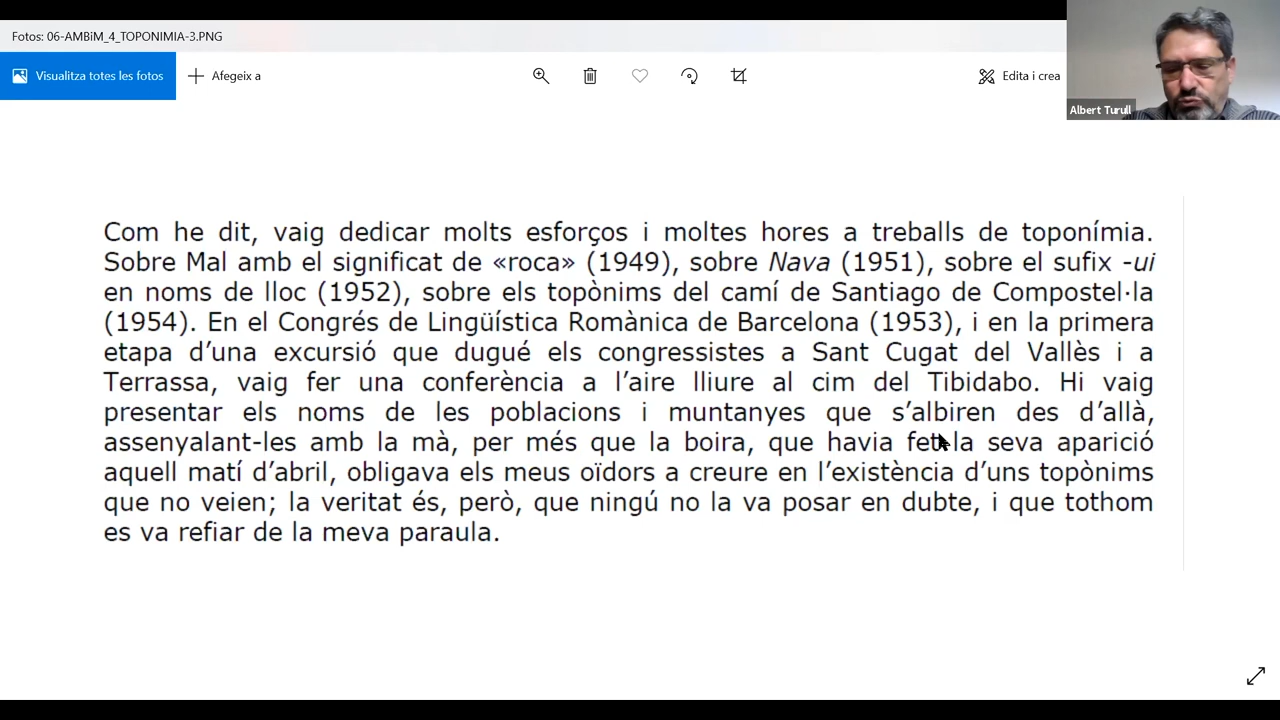 Fotos: 06-AMBiM_4_TOPONIMIA-3.PNG
Visualitza totes les fotos
Afegeix a
Edita i crea
Albert Turull
Com he dit, vaig dedicar molts esforços i moltes hores a treballs de toponímia.
Sobre Mal amb el significat de «roca» (1949), sobre Nava (1951), sobre el sufix -ui
en noms de lloc (1952), sobre els topònims del camí de Santiago de Compostel·la
(1954). En el Congrés de Lingüística Romànica de Barcelona (1953), i en la primera
etapa d’una excursió que dugué els congressistes a Sant Cugat del Vallès i a
Terrassa, vaig fer una conferència a l’aire lliure al cim del Tibidabo. Hi vaig
presentar els noms de les poblacions i muntanyes que s’albiren des d’allà,
assenyalant-les amb la mà, per més que la boira, que havia fet la seva aparició
aquell matí d’abril, obligava els meus oïdors a creure en l’existència d’uns topònims
que no veien; la veritat és, però, que ningú no la va posar en dubte, i que tothom
es va refiar de la meva paraula.